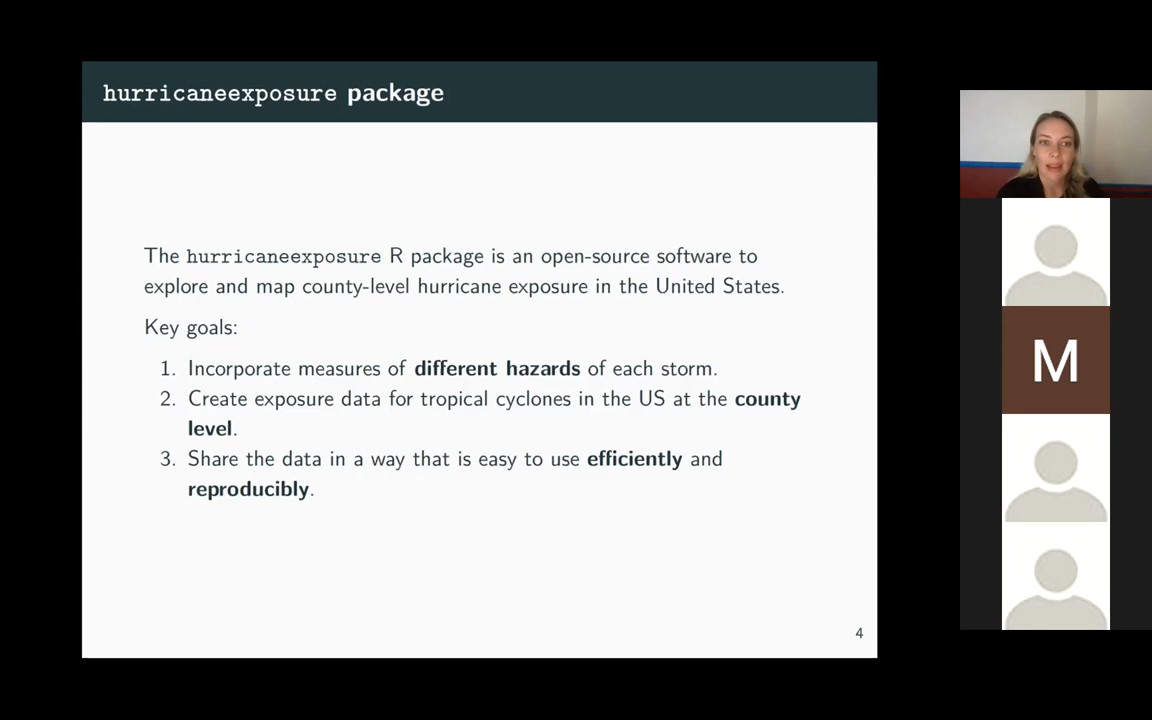 hurricaneexposure package
The hurricaneexposure R package is an open-source software to
explore and map county-level hurricane exposure in the United States.
Key goals:
1. Incorporate measures of different hazards of each storm.
2. Create exposure data for tropical cyclones in the US at the county
level.
3. Share the data in a way that is easy to use efficiently and
reproducibly.
4
M